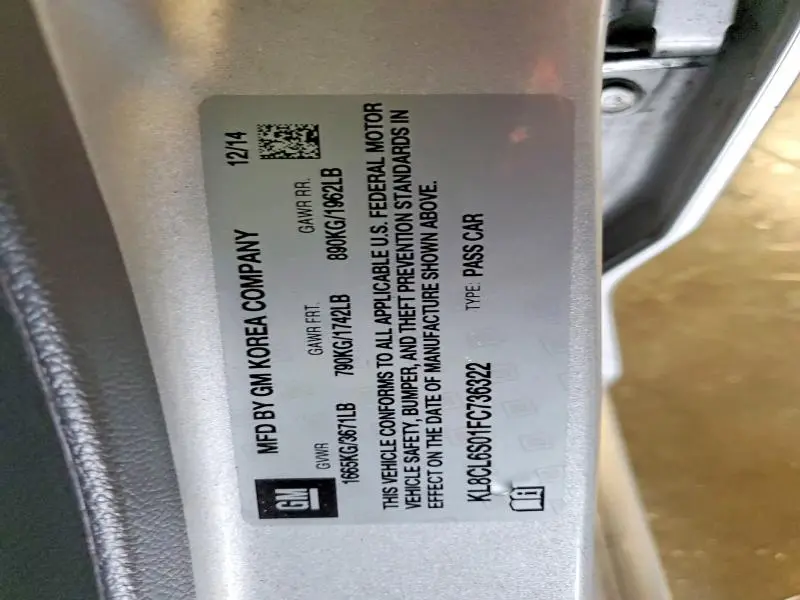 GM
MFD BY GM KOREA COMPANY 12/14
GVWR GAWR FRT. GAWR RR.
1665KG/3671LB 790KG/1742LB 890KG/1962LB
THIS VEHICLE CONFORMS TO ALL APPLICABLE U.S. FEDERAL MOTOR
VEHICLE SAFETY, BUMPER, AND THEFT PREVENTION STANDARDS IN
EFFECT ON THE DATE OF MANUFACTURE SHOWN ABOVE.
KL8CL6S01FC736322 TYPE: PASS CAR